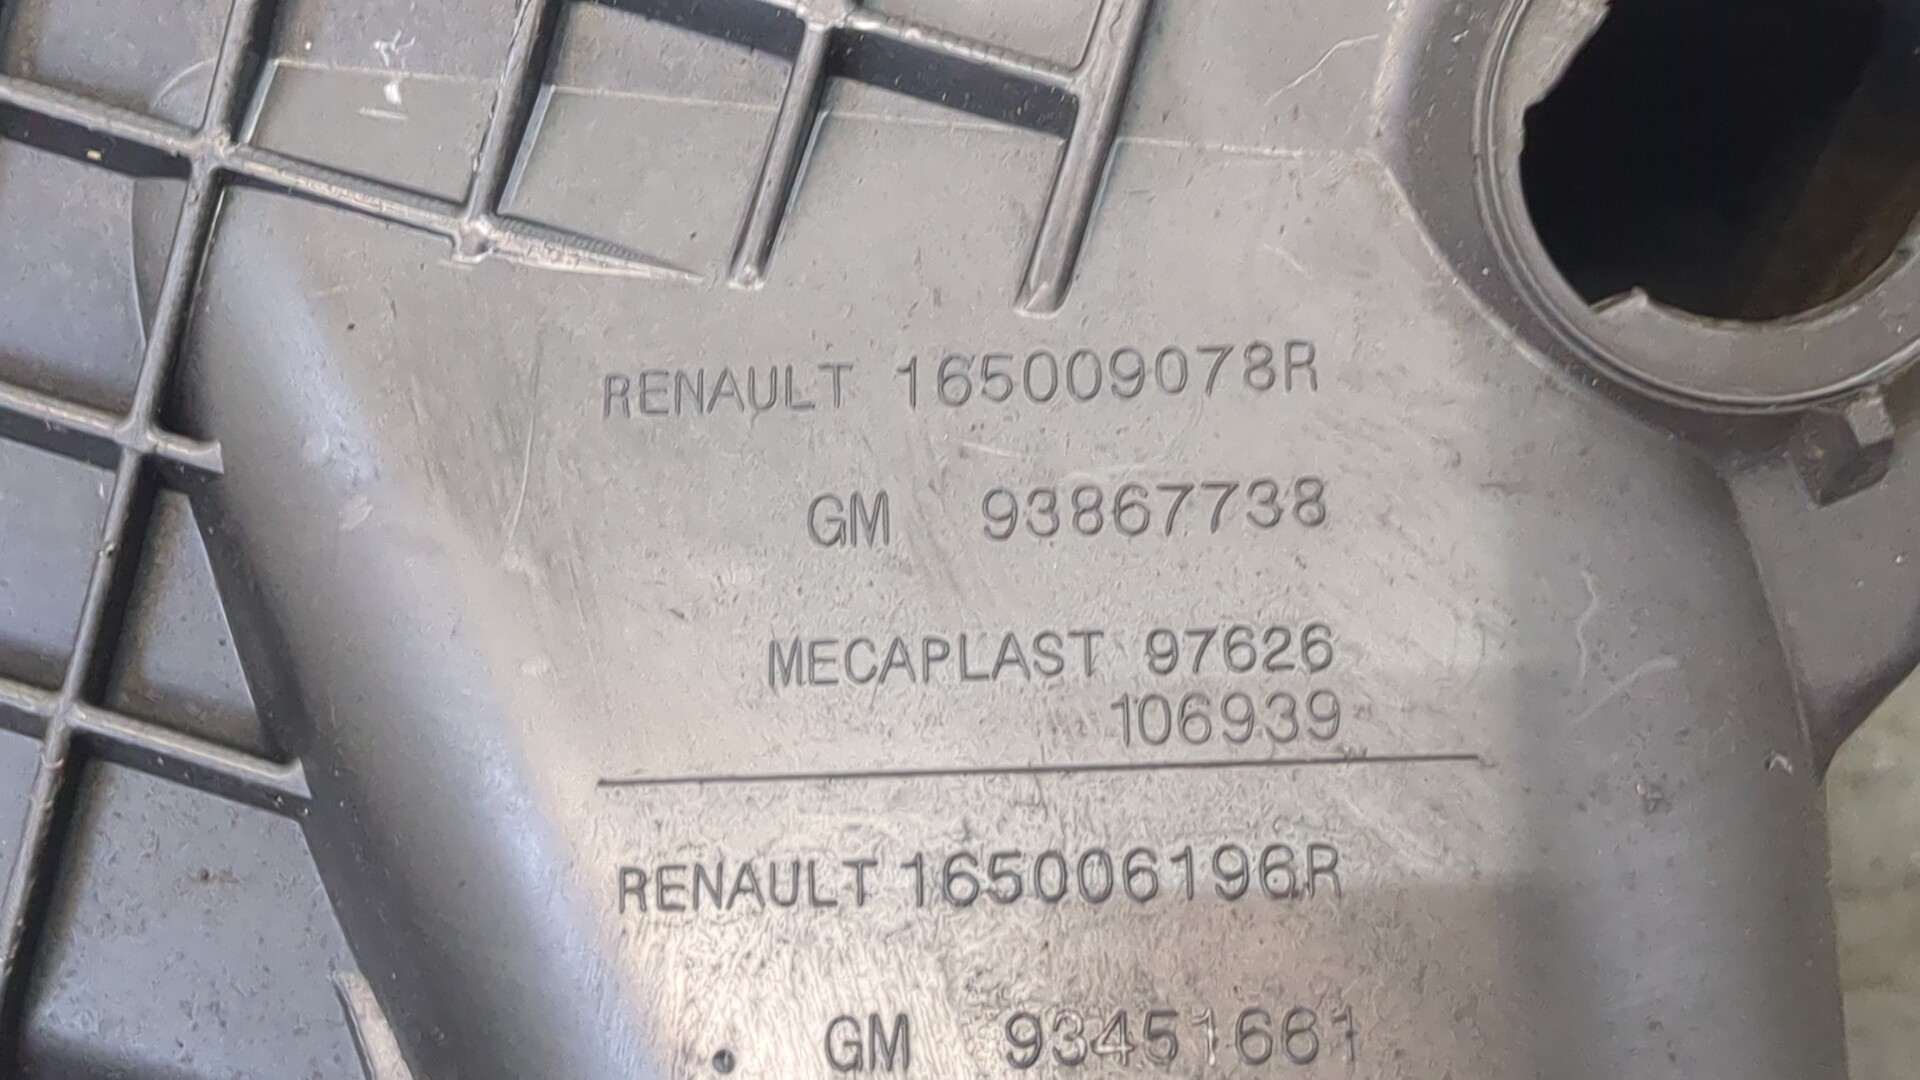 RENAULT 165009078R
GM 93867738
MECAPLAST 97626
106939
RENAULT 165006196R
GM 93451661